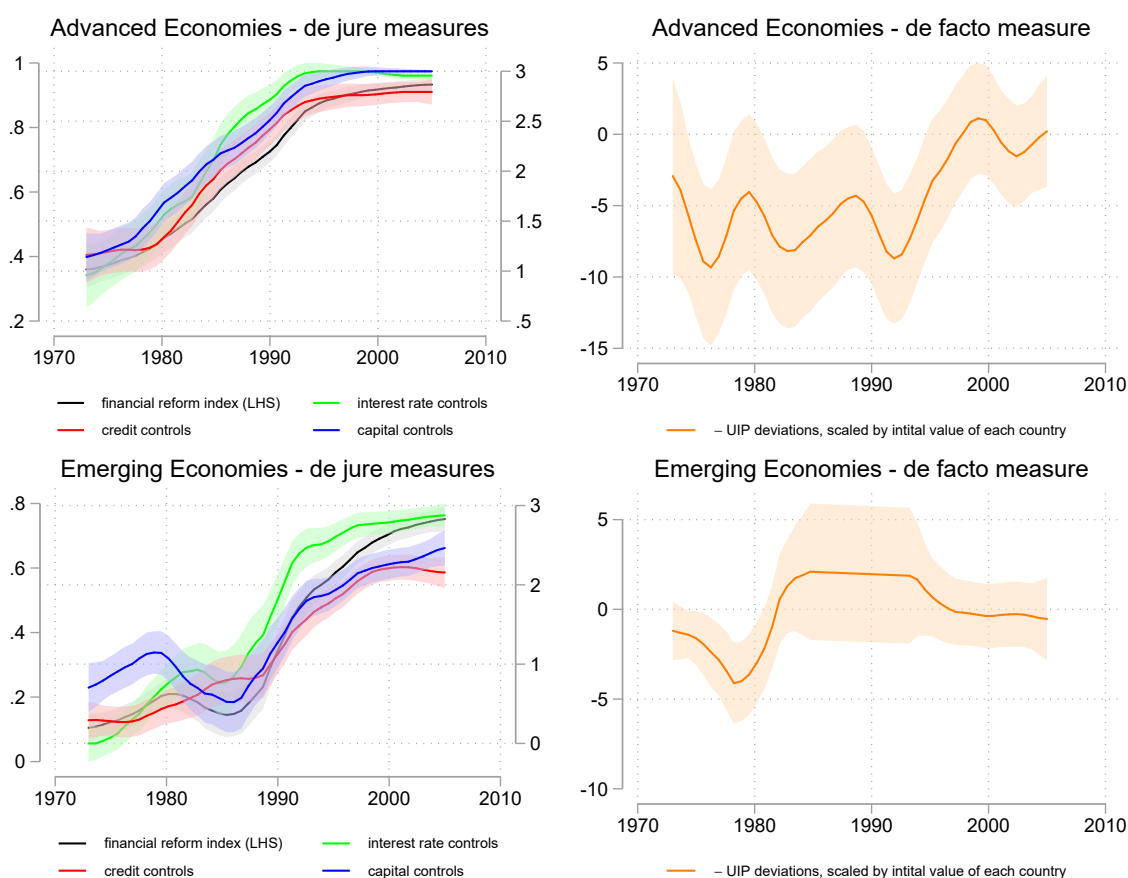 Advanced Economies - de jure measures
1
.8
.6
.4
.2
3
2.5
2
1.5
1
.5
1970 1980 1990 2000 2010
financial reform index (LHS) interest rate controls
credit controls capital controls
Advanced Economies - de facto measure
5
0
-5
-10
-15
1970 1980 1990 2000 2010
– UIP deviations, scaled by intital value of each country
Emerging Economies - de jure measures
.8
.6
.4
.2
0
3
2
1
0
1970 1980 1990 2000 2010
financial reform index (LHS) interest rate controls
credit controls capital controls
Emerging Economies - de facto measure
5
0
-5
-10
1970 1980 1990 2000 2010
– UIP deviations, scaled by intital value of each country